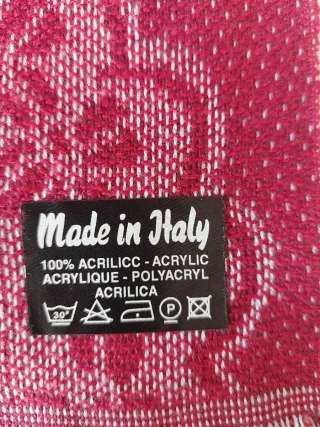 Made in Italy
100% ACRILICC - ACRYLIC
ACRYLIQUE - POLYACRYL
ACRILICA
30° P